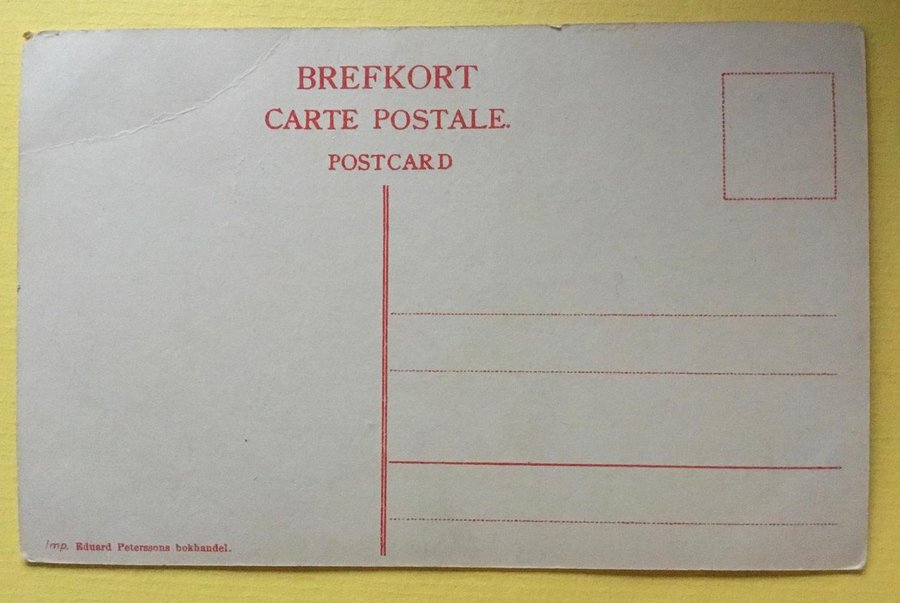 BREFKORT
CARTE POSTALE.
POSTCARD
Imp. Eduard Peterssons bokhandel.